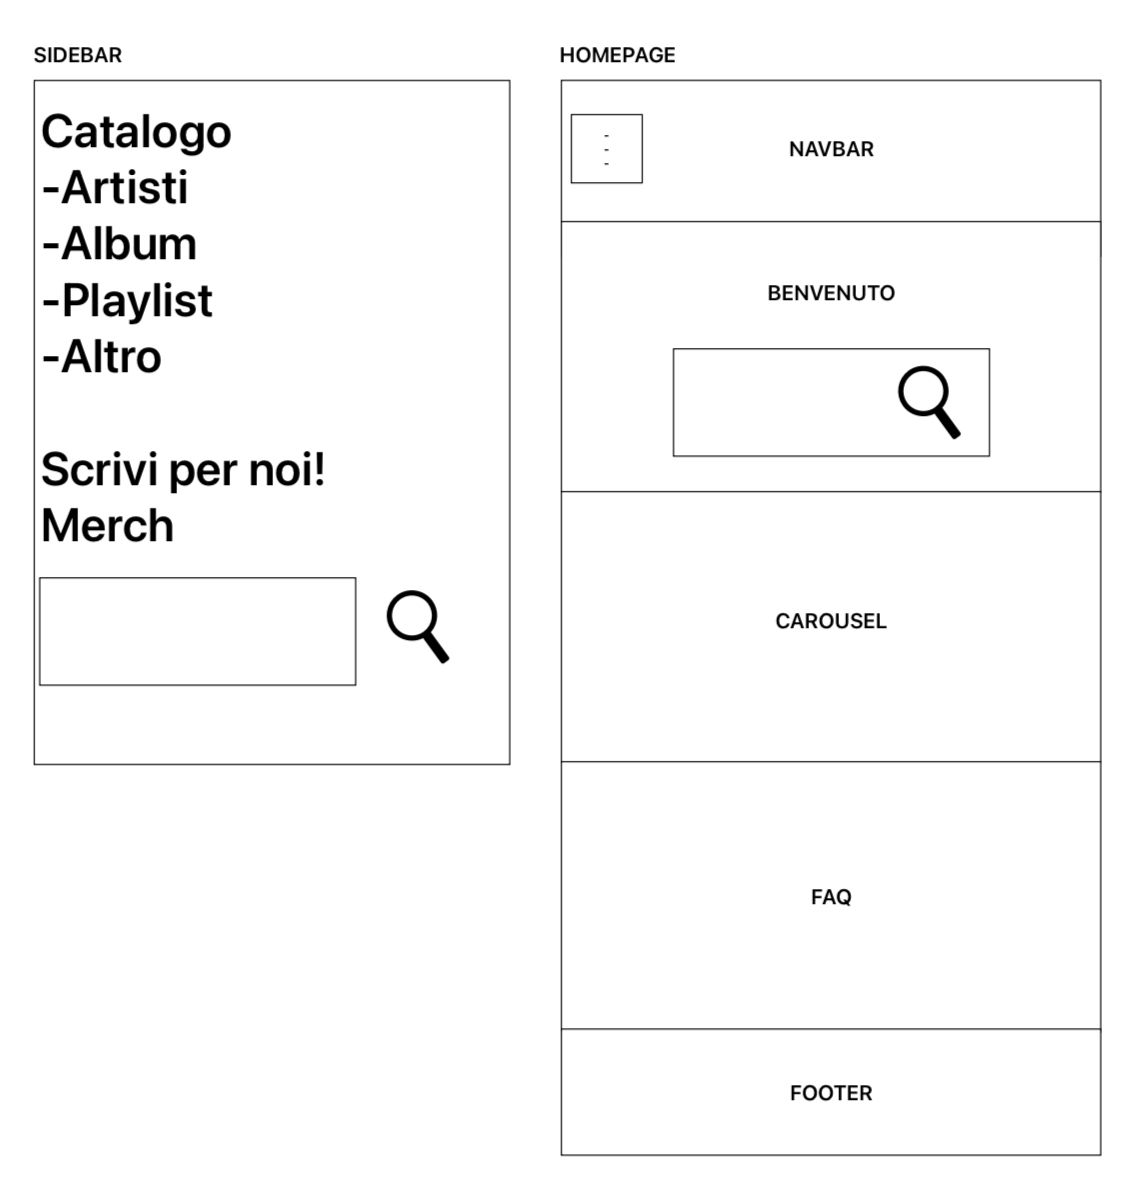 SIDEBAR
Catalogo
-Artisti
-Album
-Playlist
-Altro
Scrivi per noi!
Merch
HOMEPAGE
-
-
-
NAVBAR
BENVENUTO
CAROUSEL
FAQ
FOOTER